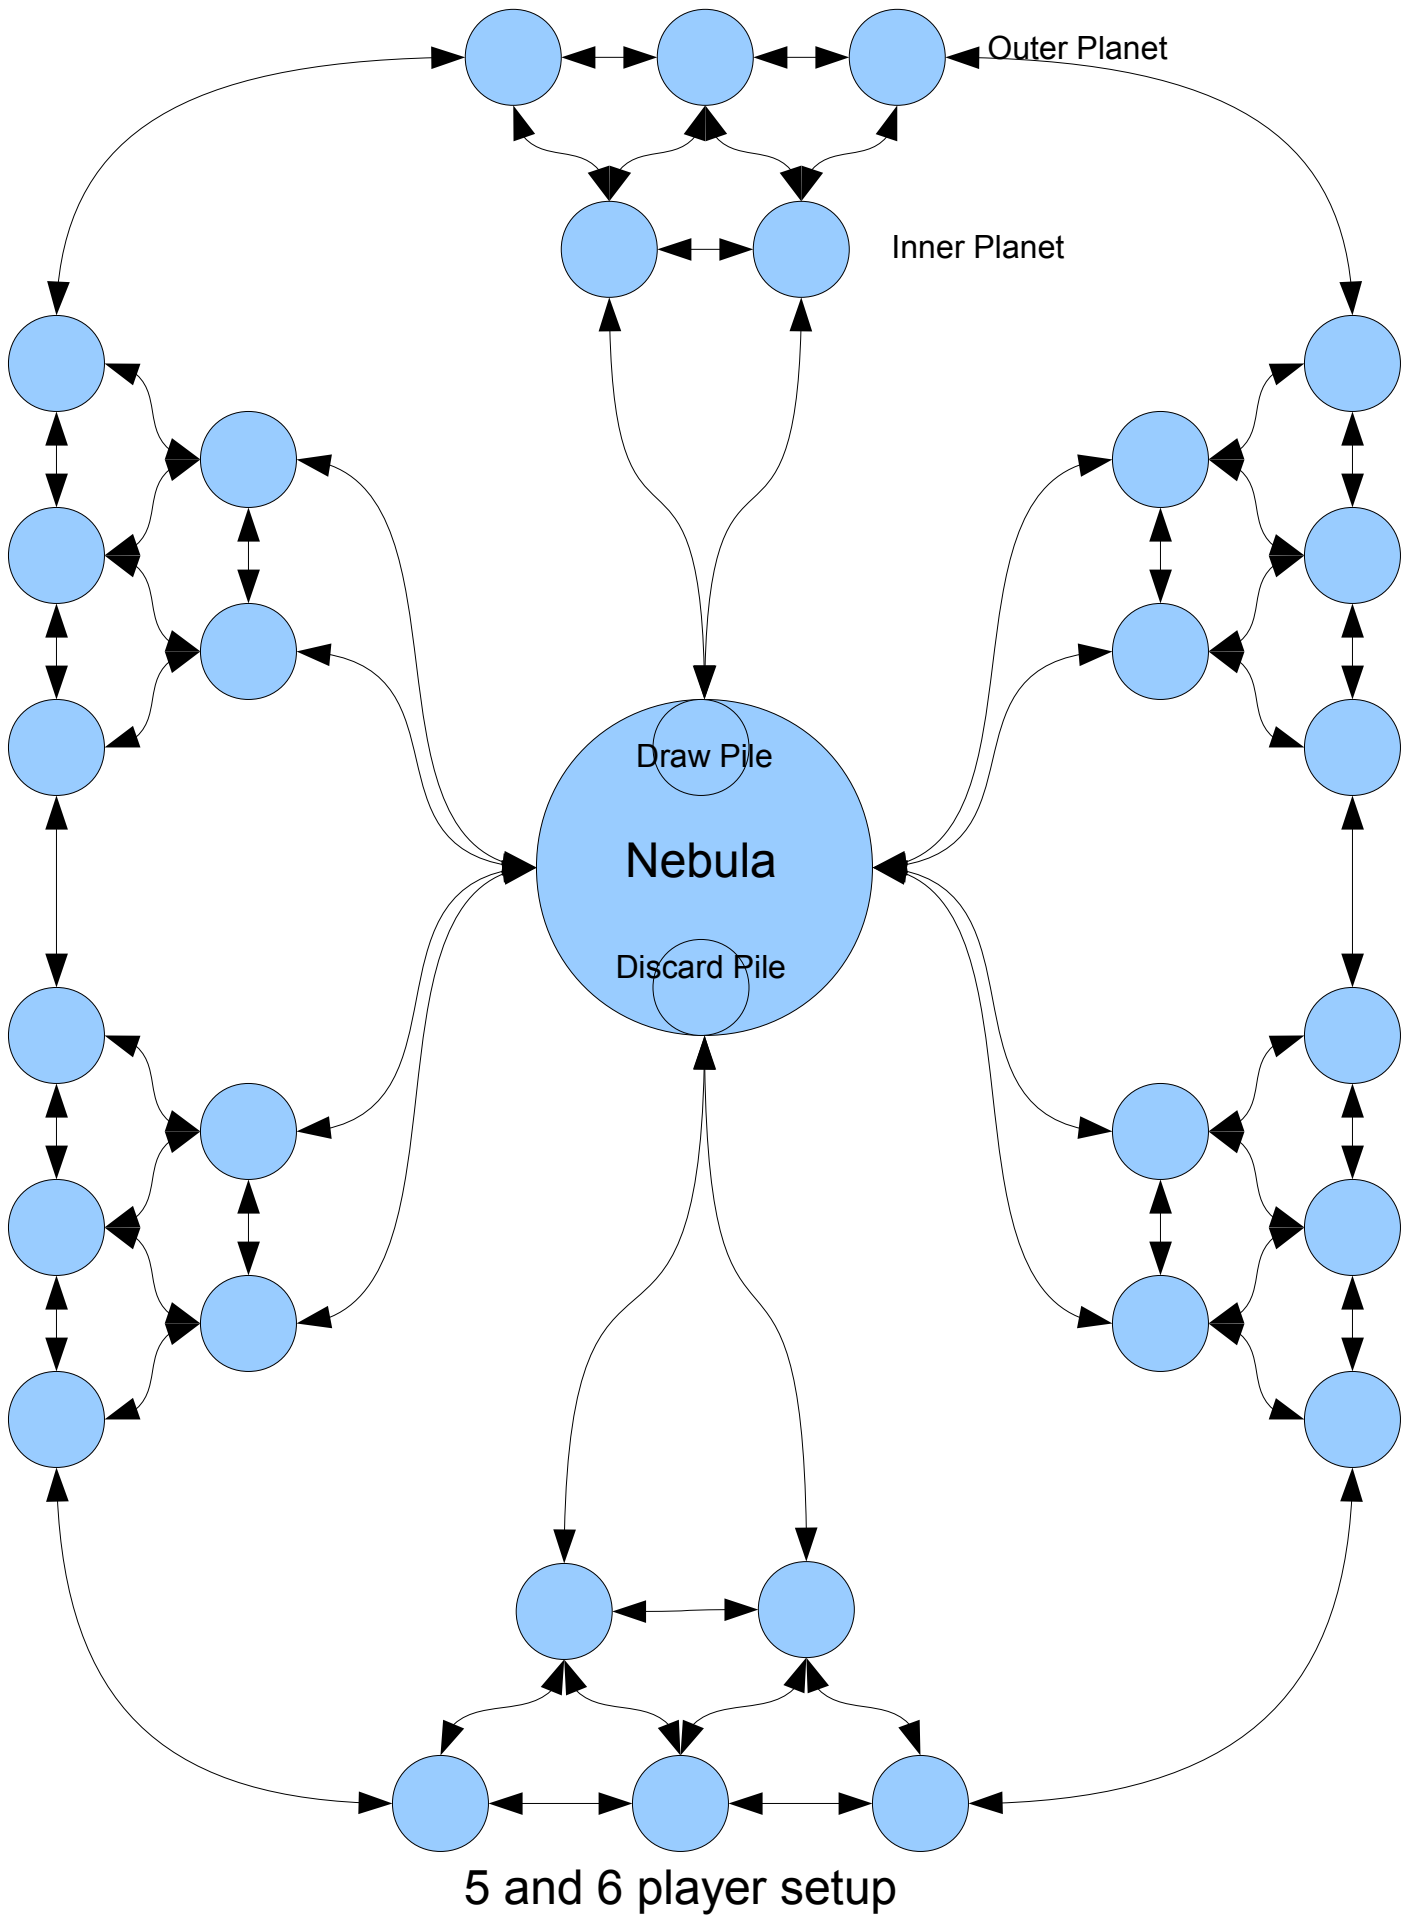 Outer Planet
Inner Planet
Draw Pile
Nebula
Discard Pile
5 and 6 player setup